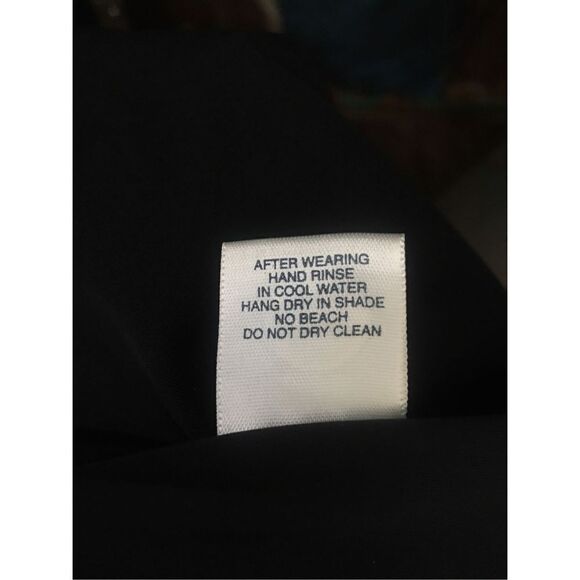 AFTER WEARING
HAND RINSE
IN COOL WATER
HANG DRY IN SHADE
NO BEACH
DO NOT DRY CLEAN